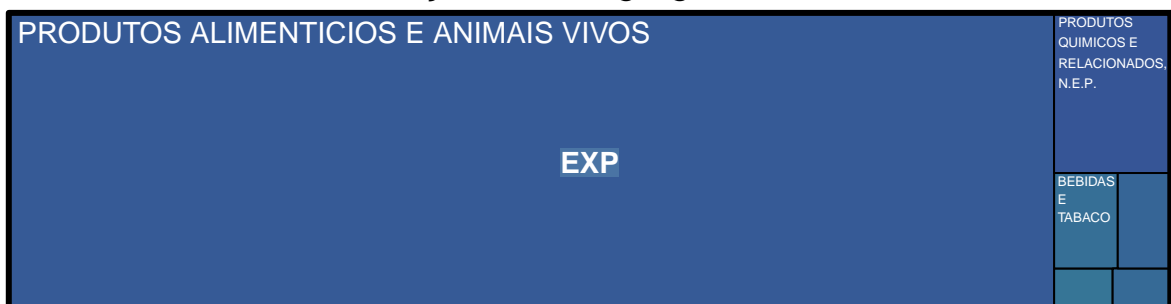 PRODUTOS ALIMENTICIOS E ANIMAIS VIVOS
EXP
PRODUTOS
QUIMICOS E
RELACIONADOS,
N.E.P.
BEBIDAS
E
TABACO